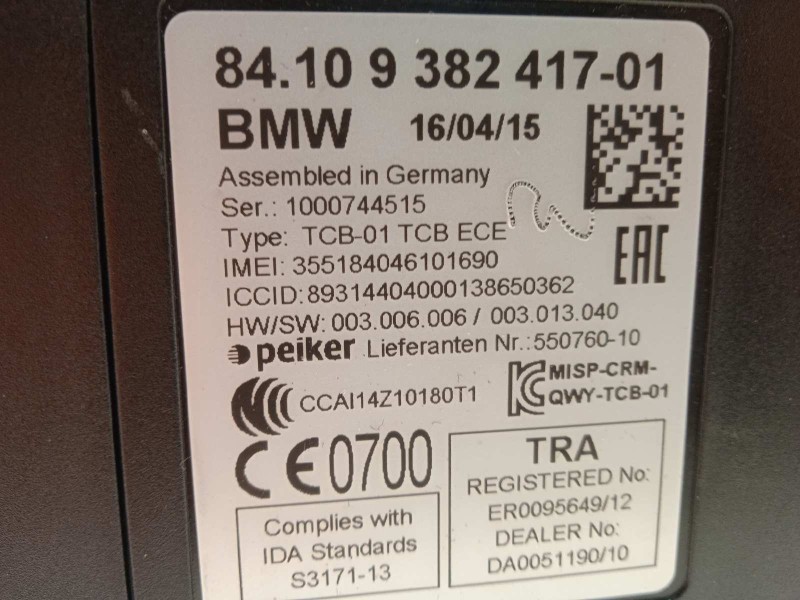 84.10 9 382 417-01
BMW 16/04/15
Assembled in Germany
Ser.: 1000744515
Type: TCB-01 TCB ECE
EAC
IMEI: 355184046101690
ICCID:89314404000138650362
HW/SW: 003.006.006 / 003.013.040
peiker Lieferanten Nr.:550760-10
CCAI14Z10180T1
MISP-CRM-
QWY-TCB-01
CE0700
Complies with
IDA Standards
S3171-13
TRA
REGISTERED No:
ER0095649/12
DEALER No:
DA0051190/10